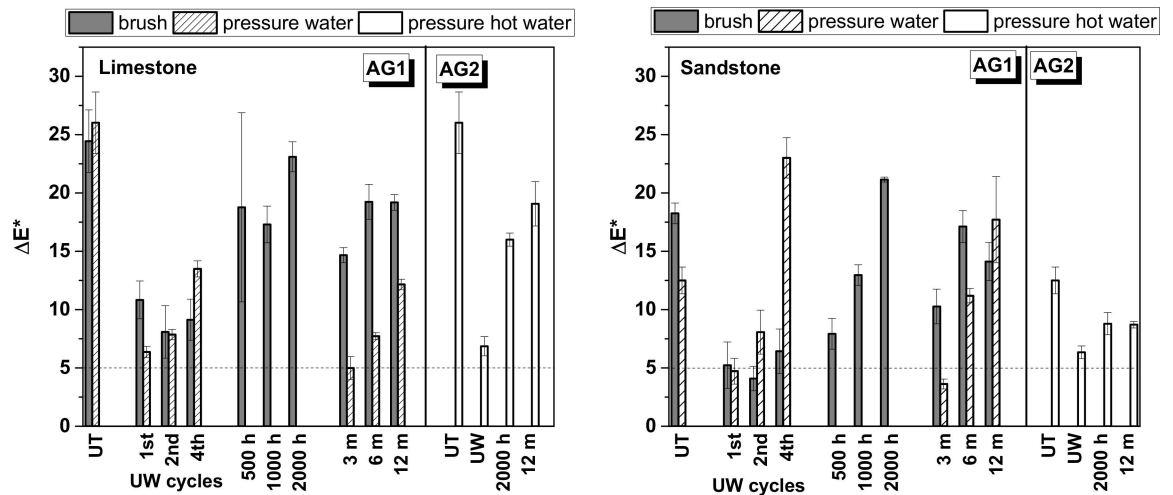 brush pressure water pressure hot water
Limestone AG1 AG2
ΔE*
35
30
25
20
15
10
5
0
UT 1st 2nd 4th 500 h 1000 h 2000 h 3 m 6 m 12 m UT UW 2000 h 12 m
UW cycles
brush pressure water pressure hot water
Sandstone AG1 AG2
ΔE*
30
25
20
15
10
5
0
UT 1st 2nd 4th 500 h 1000 h 2000 h 3 m 6 m 12 m UT UW 2000 h 12 m
UW cycles